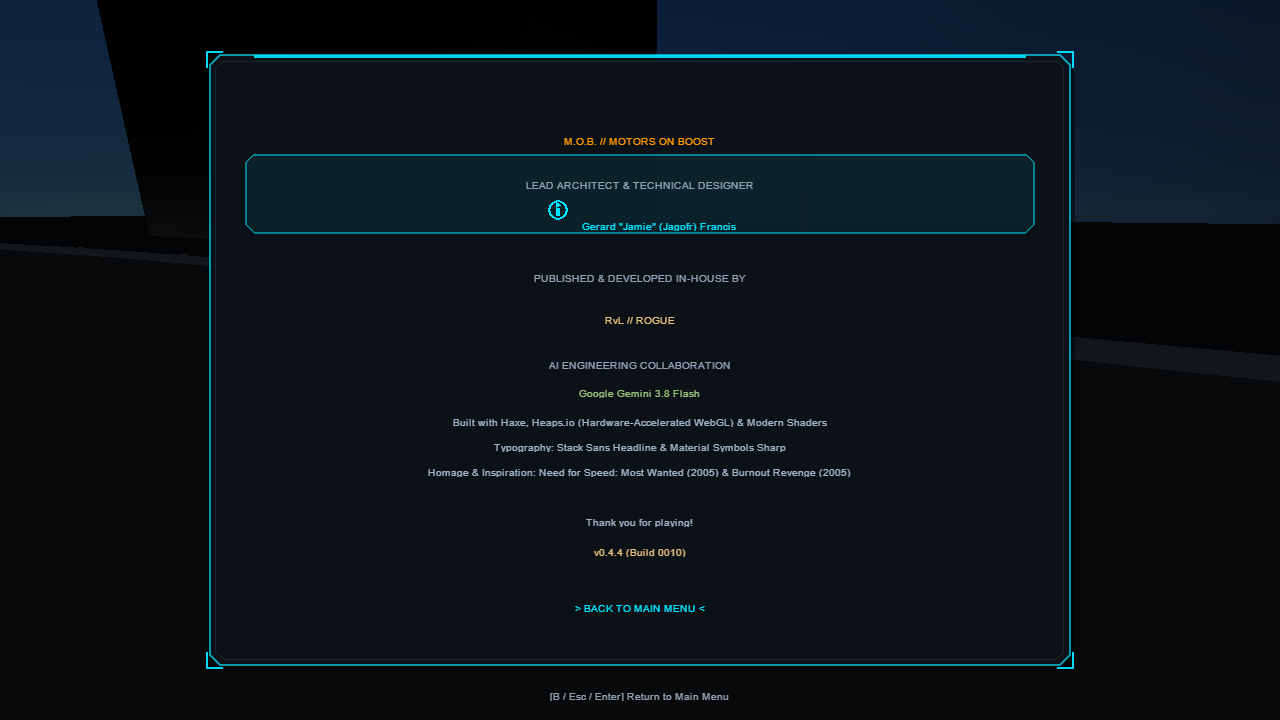 M.O.B. // MOTORS ON BOOST
LEAD ARCHITECT & TECHNICAL DESIGNER
Gerard "Jamie" (Jagofr) Francis
PUBLISHED & DEVELOPED IN-HOUSE BY
RvL // ROGUE
AI ENGINEERING COLLABORATION
Google Gemini 3.8 Flash
Built with Haxe, Heaps.io (Hardware-Accelerated WebGL) & Modern Shaders
Typography: Stack Sans Headline & Material Symbols Sharp
Homage & Inspiration: Need for Speed: Most Wanted (2005) & Burnout Revenge (2005)
Thank you for playing!
v0.4.4 (Build 0010)
> BACK TO MAIN MENU <
[B / Esc / Enter] Return to Main Menu